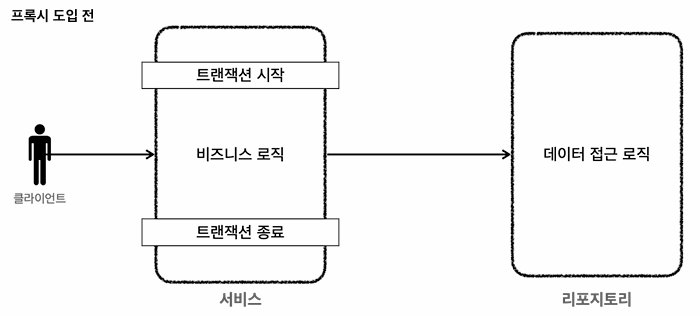 프록시 도입 전
트랜잭션 시작
비즈니스 로직
데이터 접근 로직
클라이언트
트랜잭션 종료
서비스
리포지토리